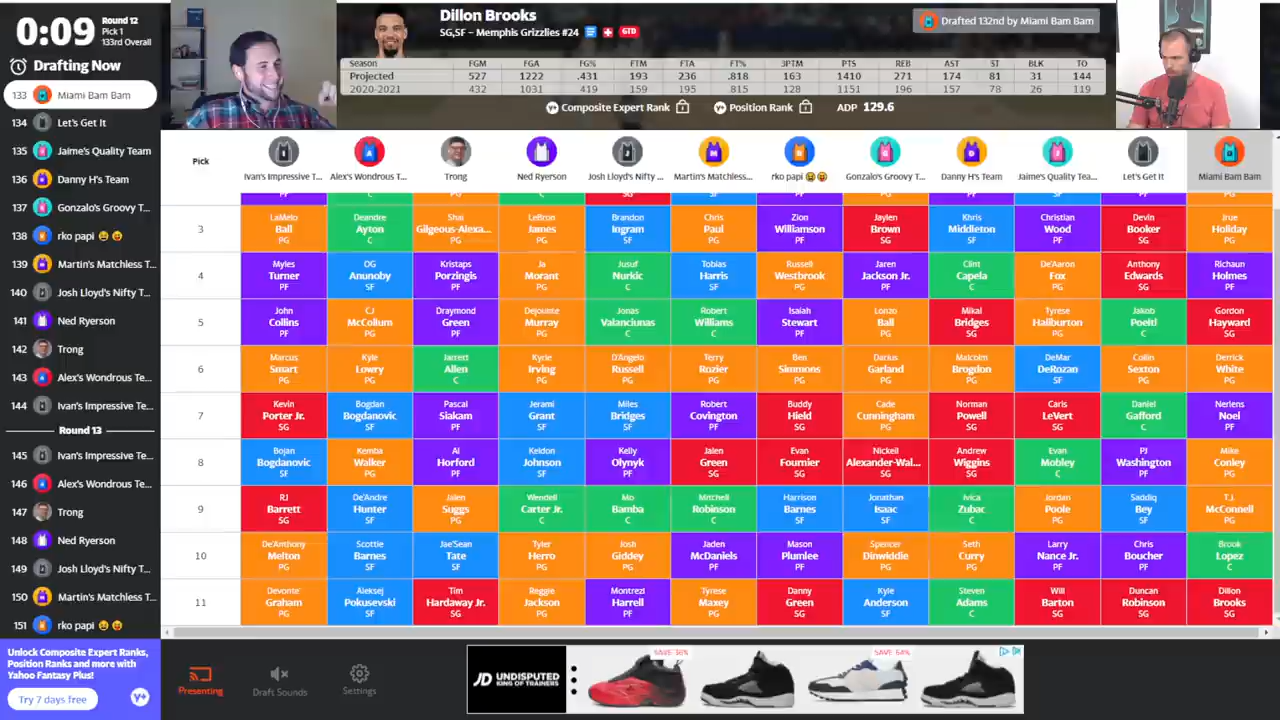 0:09
Round 12
Pick 1
133rd Overall
Drafting Now
133 Miami Bam Bam
134 Let's Get It
135 Jaime's Quality Team
136 Danny H's Team
137 Gonzalo's Groovy T...
138 rko papi
139 Martin's Matchless T...
140 Josh Lloyd's Nifty T...
141 Ned Ryerson
142 Trong
143 Alex's Wondrous Te...
144 Ivan's Impressive Te...
Round 13
145 Ivan's Impressive Te...
146 Alex's Wondrous Te...
147 Trong
148 Ned Ryerson
149 Josh Lloyd's Nifty T...
150 Martin's Matchless T...
151 rko papi
Unlock Composite Expert Ranks,
Position Ranks and more with
Yahoo Fantasy Plus!
Try 7 days free
Y+
Dillon Brooks
SG,SF – Memphis Grizzlies #24 GTD
Drafted 132nd by Miami Bam Bam
Season FGM FGA FG% FTM FTA FT% 3PTM PTS REB AST ST BLK TO
Projected 527 1222 .431 193 236 .818 163 1410 271 174 81 31 144
2020-2021 432 1031 .419 159 195 .815 128 1151 196 157 78 26 119
Composite Expert Rank Position Rank ADP 129.6
Pick Ivan's Impressive T... Alex's Wondrous T... Trong Ned Ryerson Josh Lloyd's Nifty ... Martin's Matchless... rko papi Gonzalo's Groovy T... Danny H's Team Jaime's Quality Tea... Let's Get It Miami Bam Bam
PF C PG C SG SF PF PF PF SF PF PG
LaMelo Deandre Shai LeBron Brandon Chris Zion Jaylen Khris Christian Devin Jrue
3 Ball Ayton Gilgeous-Alexa... James Ingram Paul Williamson Brown Middleton Wood Booker Holiday
PG C PG PG SF PG PF SG SF PF SG PG
Myles OG Kristaps Ja Jusuf Tobias Russell Jaren Clint De'Aaron Anthony Richaun
4 Turner Anunoby Porzingis Morant Nurkic Harris Westbrook Jackson Jr. Capela Fox Edwards Holmes
PF SF PF PG C SF PG PF C PG SG PF
John CJ Draymond Dejounte Jonas Robert Isaiah Lonzo Mikal Tyrese Jakob Gordon
5 Collins McCollum Green Murray Valanciunas Williams Stewart Ball Bridges Haliburton Poeltl Hayward
PF PG PF PG C C PF PG SG PG C SG
Marcus Kyle Jarrett Kyrie D'Angelo Terry Ben Darius Malcolm DeMar Collin Derrick
6 Smart Lowry Allen Irving Russell Rozier Simmons Garland Brogdon DeRozan Sexton White
PG PG C PG PG PG PG PG PG SF PG PG
Kevin Bogdan Pascal Jerami Miles Robert Buddy Cade Norman Caris Daniel Nerlens
7 Porter Jr. Bogdanovic Siakam Grant Bridges Covington Hield Cunningham Powell LeVert Gafford Noel
SG SF PF SF SF PF SG PG SG SG C PF
Bojan Kemba Al Keldon Kelly Jalen Evan Nickeil Andrew Evan PJ Mike
8 Bogdanovic Walker Horford Johnson Olynyk Green Fournier Alexander-Wal... Wiggins Mobley Washington Conley
SF PG PF SF PF SG SG SG SG C PF PG
RJ De'Andre Jalen Wendell Mo Mitchell Harrison Jonathan Ivica Jordan Saddiq T.J.
9 Barrett Hunter Suggs Carter Jr. Bamba Robinson Barnes Isaac Zubac Poole Bey McConnell
SG SF PG C C C SF SF C PG SF PG
De'Anthony Scottie Jae'Sean Tyler Josh Jaden Mason Spencer Seth Larry Chris Brook
10 Melton Barnes Tate Herro Giddey McDaniels Plumlee Dinwiddie Curry Nance Jr. Boucher Lopez
PG SF SF PG PG PF PF PG PG PF PF C
Devonte Aleksej Tim Reggie Montrezl Tyrese Danny Kyle Steven Will Duncan Dillon
11 Graham Pokusevski Hardaway Jr. Jackson Harrell Maxey Green Anderson Adams Barton Robinson Brooks
PG SF SG PG PF PG SG SF C SG SG SG
Presenting
Draft Sounds
Settings
JD UNDISPUTED
KING OF TRAINERS